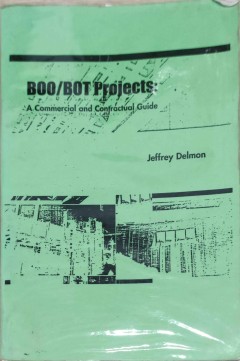 BOO/BOT Projects:
A Commercial and Contractual Guide
Jeffrey Delmon